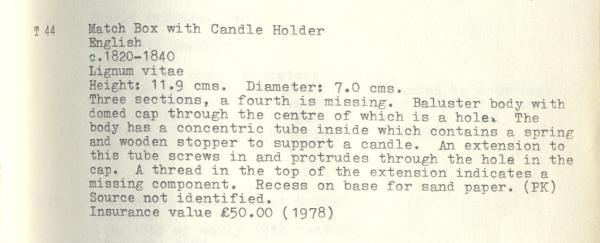 T 44 Match Box with Candle Holder
English
c.1820-1840
Lignum vitae
Height: 11.9 cms. Diameter: 7.0 cms.
Three sections, a fourth is missing. Baluster body with
domed cap through the centre of which is a hole. The
body has a concentric tube inside which contains a spring
and wooden stopper to support a candle. An extension to
this tube screws in and protrudes through the hole in the
cap. A thread in the top of the extension indicates a
missing component. Recess on base for sand paper. (PK)
Source not identified.
Insurance value £50.00 (1978)